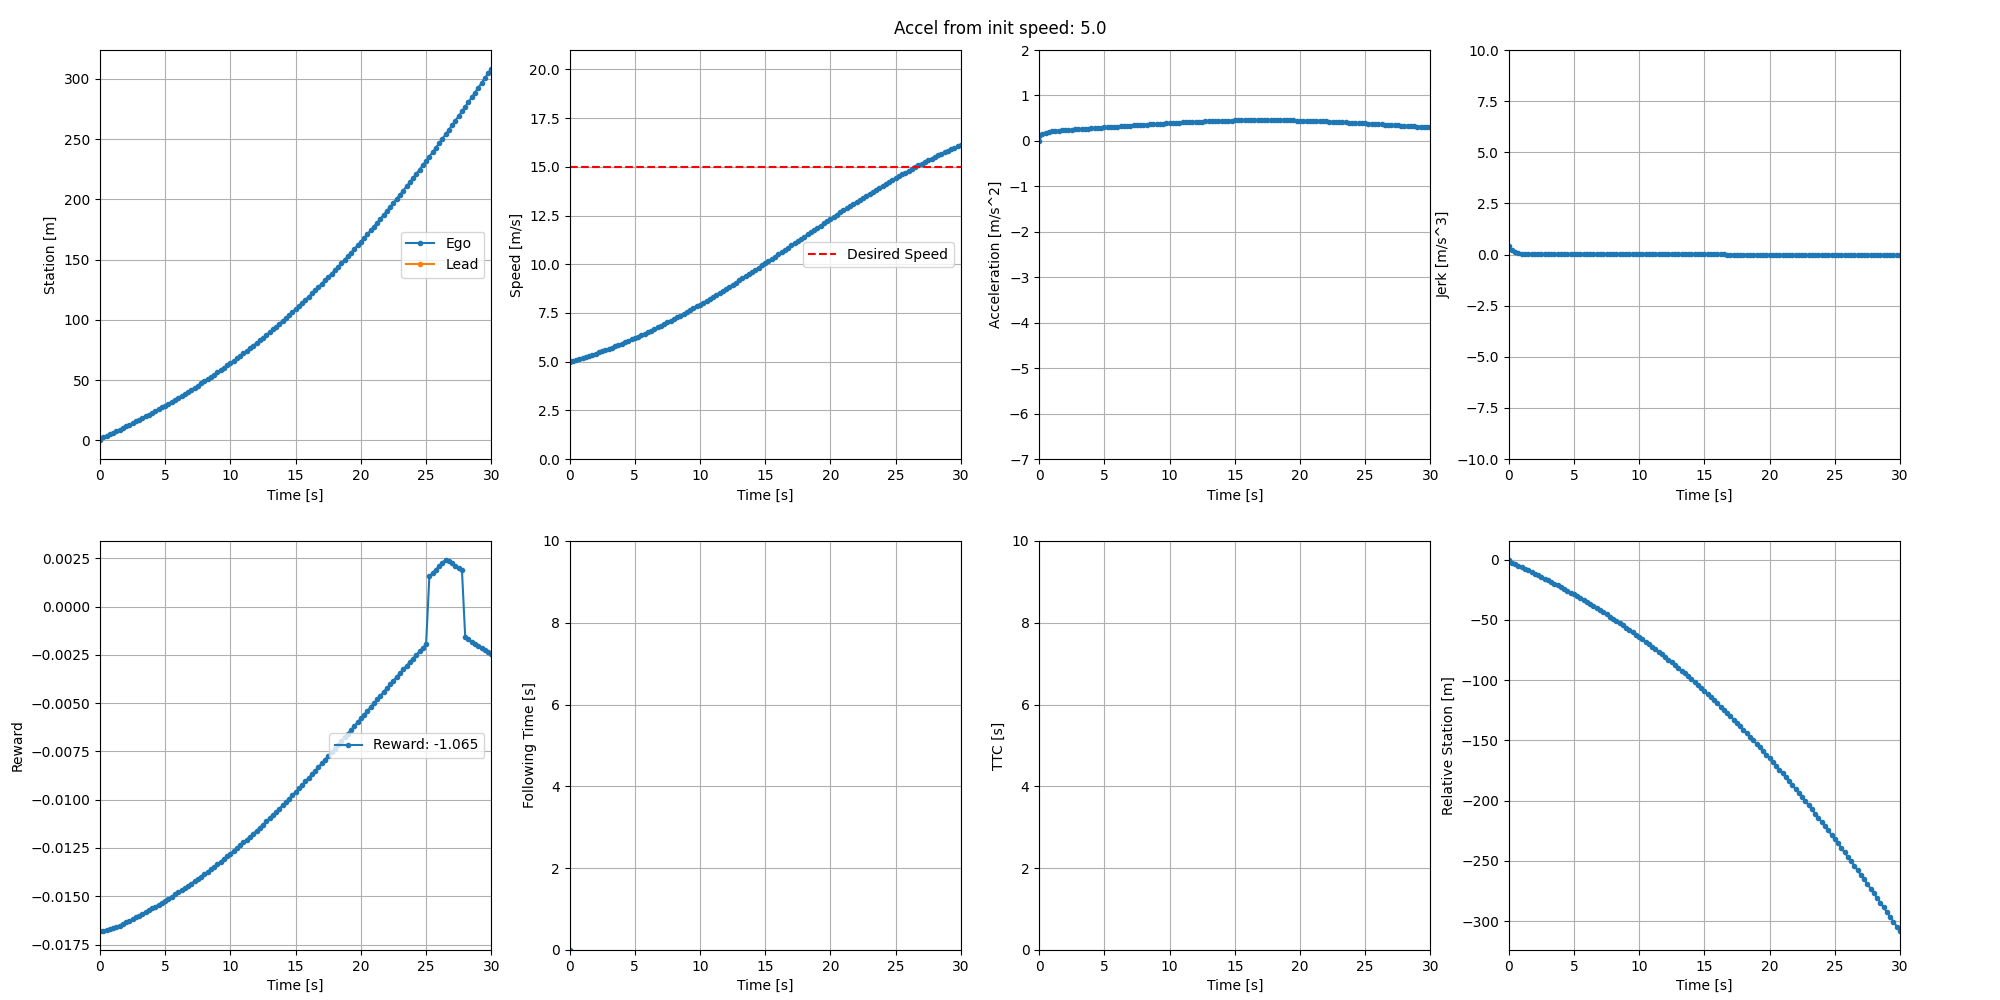 Accel from init speed: 5.0
Station [m]
300
250
200
150
100
50
0
0 5 10 15 20 25 30
Time [s]
Ego
Lead
Speed [m/s]
20.0
17.5
15.0
12.5
10.0
7.5
5.0
2.5
0.0
0 5 10 15 20 25 30
Time [s]
Desired Speed
Acceleration [m/s^2]
2
1
0
−1
−2
−3
−4
−5
−6
−7
0 5 10 15 20 25 30
Time [s]
Jerk [m/s^3]
10.0
7.5
5.0
2.5
0.0
−2.5
−5.0
−7.5
−10.0
0 5 10 15 20 25 30
Time [s]
Reward
0.0025
0.0000
−0.0025
−0.0050
−0.0075
−0.0100
−0.0125
−0.0150
−0.0175
0 5 10 15 20 25 30
Time [s]
Reward: -1.065
Following Time [s]
10
8
6
4
2
0
0 5 10 15 20 25 30
Time [s]
TTC [s]
10
8
6
4
2
0
0 5 10 15 20 25 30
Time [s]
Relative Station [m]
0
−50
−100
−150
−200
−250
−300
0 5 10 15 20 25 30
Time [s]